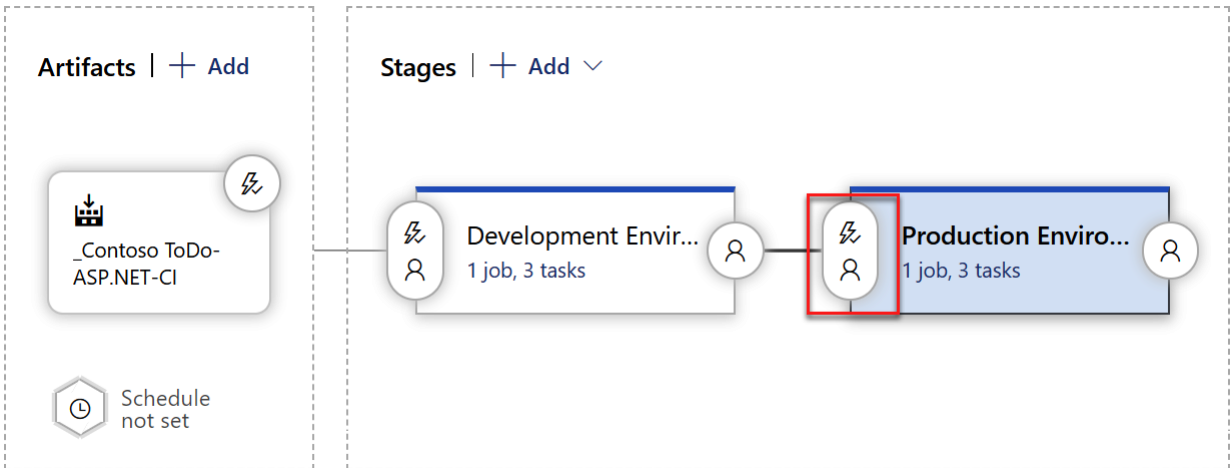 Artifacts | + Add
_Contoso ToDo-
ASP.NET-CI
Schedule
not set
Stages | + Add
Development Envir...
1 job, 3 tasks
Production Enviro...
1 job, 3 tasks